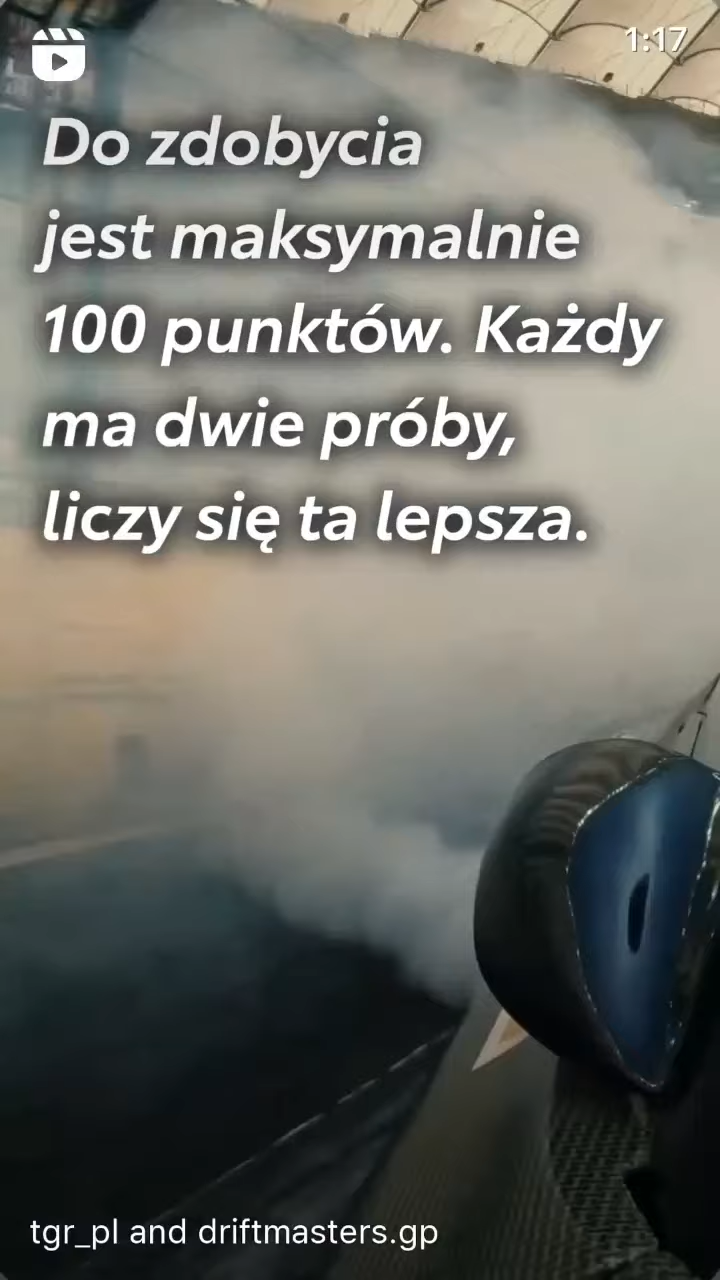 1:17
Do zdobycia
jest maksymalnie
100 punktów. Każdy
ma dwie próby,
liczy się ta lepsza.
tgr_pl and driftmasters.gp